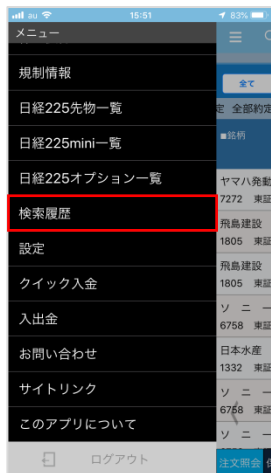 au 15:51 83%
メニュー
規制情報
日経225先物一覧
日経225mini一覧
日経225オプション一覧
検索履歴
設定
クイック入金
入出金
お問い合わせ
サイトリンク
このアプリについて
ログアウト
全て
定 全部約定
■銘柄
ヤマハ発動
7272 東証
飛島建設
1805 東証
飛島建設
1805 東証
ソ ニ ー
6758 東証
日本水産
1332 東証
ソ ニ ー
6758 東証
ソ ニ ー
注文照会